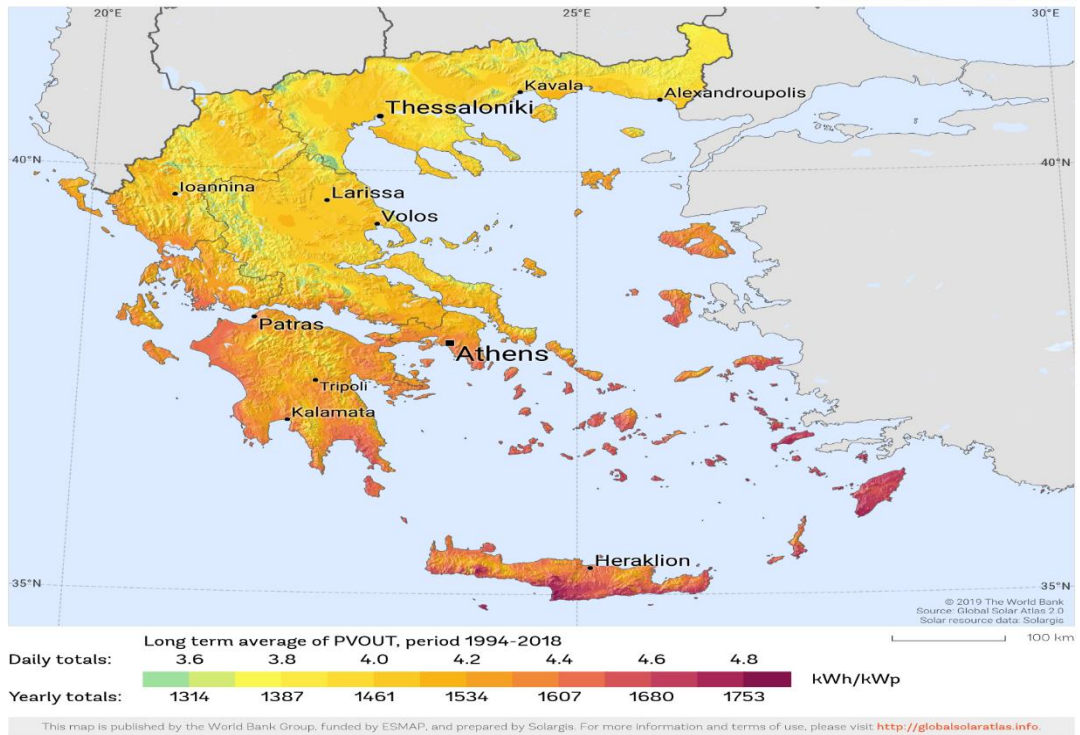 20°E 25°E 30°E
Kavala
Alexandroupolis
Thessaloniki
40°N 40°N
Ioannina
Larissa
Volos
Patras
Athens
Tripoli
Kalamata
Heraklion
35°N 35°N
© 2019 The World Bank
Source: Global Solar Atlas 2.0
Solar resource data: Solargis
Long term average of PVOUT, period 1994-2018
100 km
Daily totals: 3.6 3.8 4.0 4.2 4.4 4.6 4.8
kWh/kWp
Yearly totals: 1314 1387 1461 1534 1607 1680 1753
This map is published by the World Bank Group, funded by ESMAP, and prepared by Solargis. For more information and terms of use, please visit http://globalsolaratlas.info.